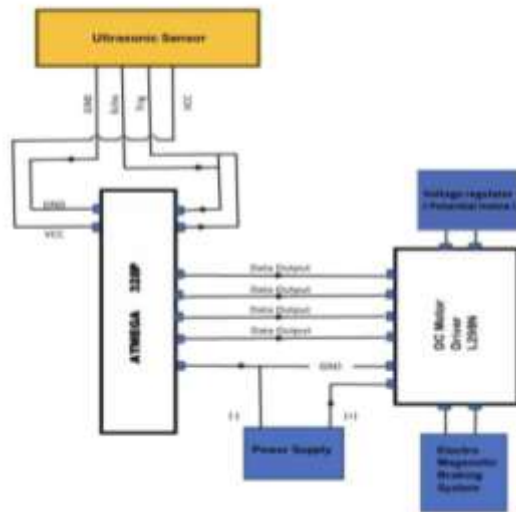 Ultrasonic Sensor
GND
Echo
Trig
VCC
GND
VCC
ATMEGA 328P
Voltage regulator
Data Output
Data Output
Data Output
Data Output
GND
DC Motor
Driver
L298N
(-)
(+)
Power Supply
Electro
Magenetic
Braking
System